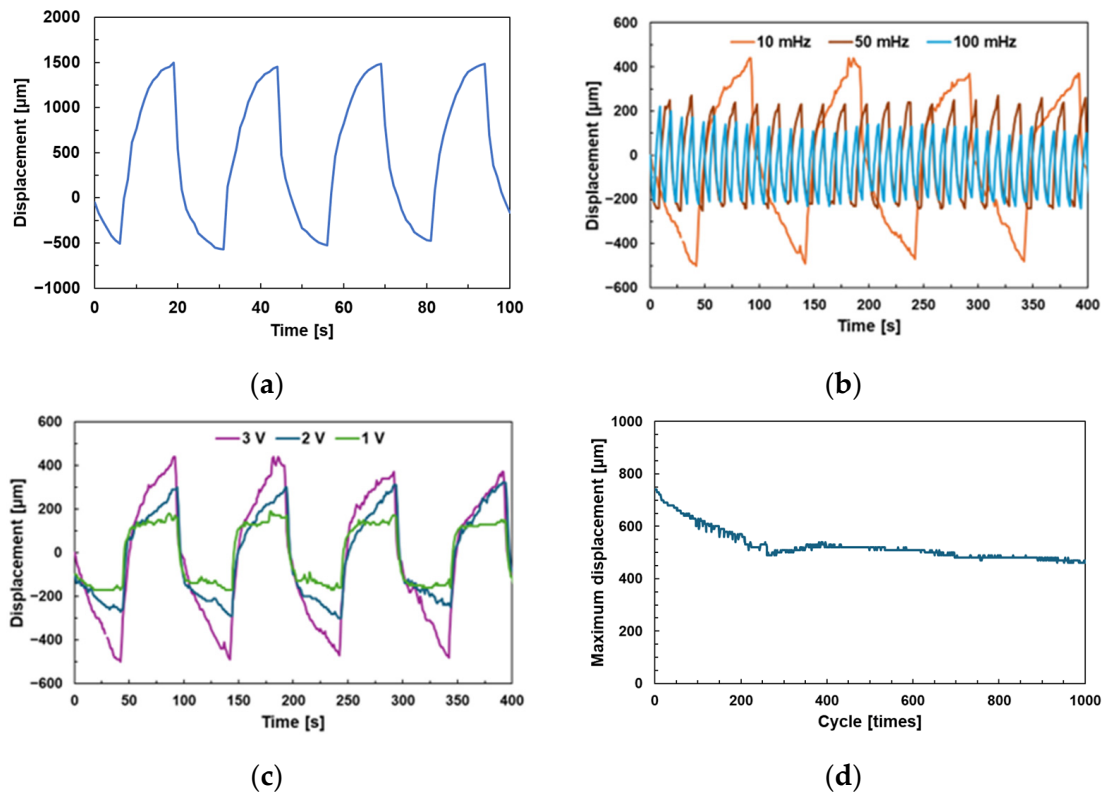 2000
1500
1000
500
0
−500
−1000
Displacement [µm]
0 20 40 60 80 100
Time [s]
(a)
600
400
200
0
−200
−400
−600
Displacement [µm]
10 mHz 50 mHz 100 mHz
0 50 100 150 200 250 300 350 400
Time [s]
(b)
600
400
200
0
−200
−400
−600
Displacement [µm]
3 V 2 V 1 V
0 50 100 150 200 250 300 350 400
Time [s]
(c)
1000
800
600
400
200
0
Maximum displacement [µm]
0 200 400 600 800 1000
Cycle [times]
(d)